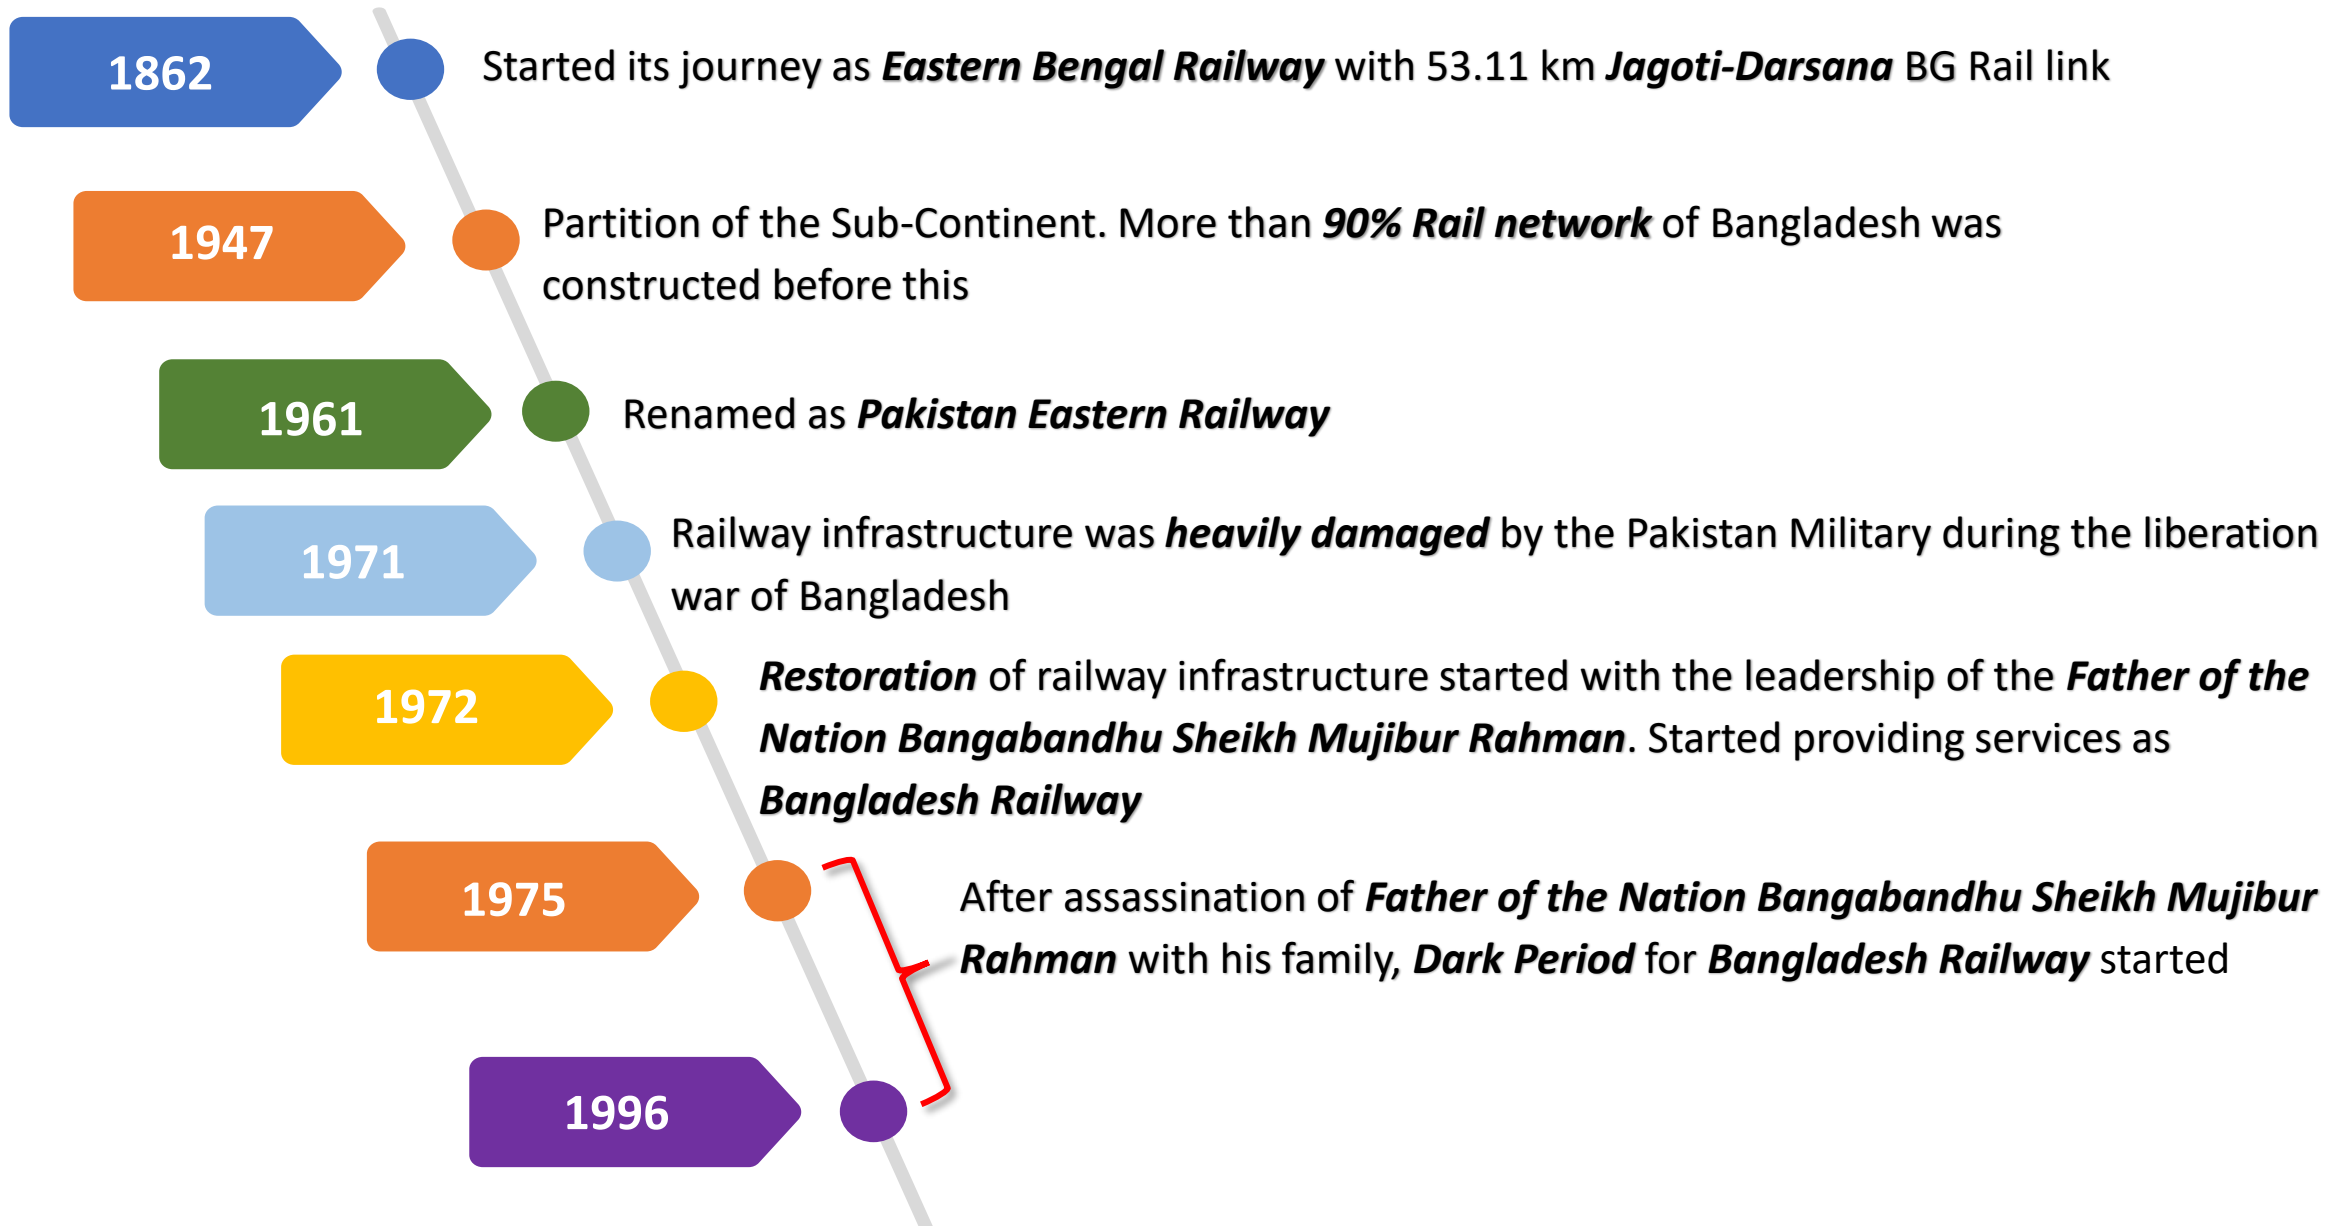 1862
Started its journey as Eastern Bengal Railway with 53.11 km Jagoti-Darsana BG Rail link
1947
Partition of the Sub-Continent. More than 90% Rail network of Bangladesh was
constructed before this
1961
Renamed as Pakistan Eastern Railway
1971
Railway infrastructure was heavily damaged by the Pakistan Military during the liberation
war of Bangladesh
1972
Restoration of railway infrastructure started with the leadership of the Father of the
Nation Bangabandhu Sheikh Mujibur Rahman. Started providing services as
Bangladesh Railway
1975
After assassination of Father of the Nation Bangabandhu Sheikh Mujibur
Rahman with his family, Dark Period for Bangladesh Railway started
1996